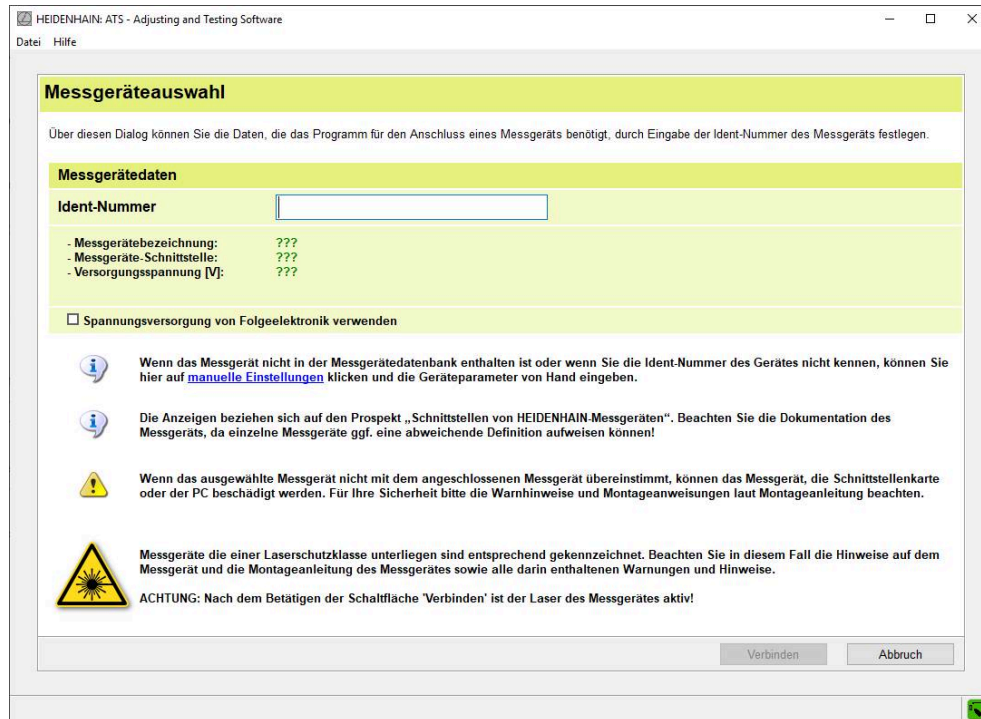 HEIDENHAIN: ATS - Adjusting and Testing Software
Datei Hilfe
Messgeräteauswahl
Über diesen Dialog können Sie die Daten, die das Programm für den Anschluss eines Messgeräts benötigt, durch Eingabe der Ident-Nummer des Messgeräts festlegen.
Messgerätedaten
Ident-Nummer
- Messgerätebezeichnung: ???
- Messgeräte-Schnittstelle: ???
- Versorgungsspannung [V]: ???
Spannungsversorgung von Folgeelektronik verwenden
Wenn das Messgerät nicht in der Messgerätedatenbank enthalten ist oder wenn Sie die Ident-Nummer des Gerätes nicht kennen, können Sie
hier auf manuelle Einstellungen klicken und die Geräteparameter von Hand eingeben.
Die Anzeigen beziehen sich auf den Prospekt „Schnittstellen von HEIDENHAIN-Messgeräten“. Beachten Sie die Dokumentation des
Messgeräts, da einzelne Messgeräte ggf. eine abweichende Definition aufweisen können!
Wenn das ausgewählte Messgerät nicht mit dem angeschlossenen Messgerät übereinstimmt, können das Messgerät, die Schnittstellenkarte
oder der PC beschädigt werden. Für Ihre Sicherheit bitte die Warnhinweise und Montageanweisungen laut Montageanleitung beachten.
Messgeräte die einer Laserschutzklasse unterliegen sind entsprechend gekennzeichnet. Beachten Sie in diesem Fall die Hinweise auf dem
Messgerät und die Montageanleitung des Messgerätes sowie alle darin enthaltenen Warnungen und Hinweise.
ACHTUNG: Nach dem Betätigen der Schaltfläche 'Verbinden' ist der Laser des Messgerätes aktiv!
Verbinden Abbruch